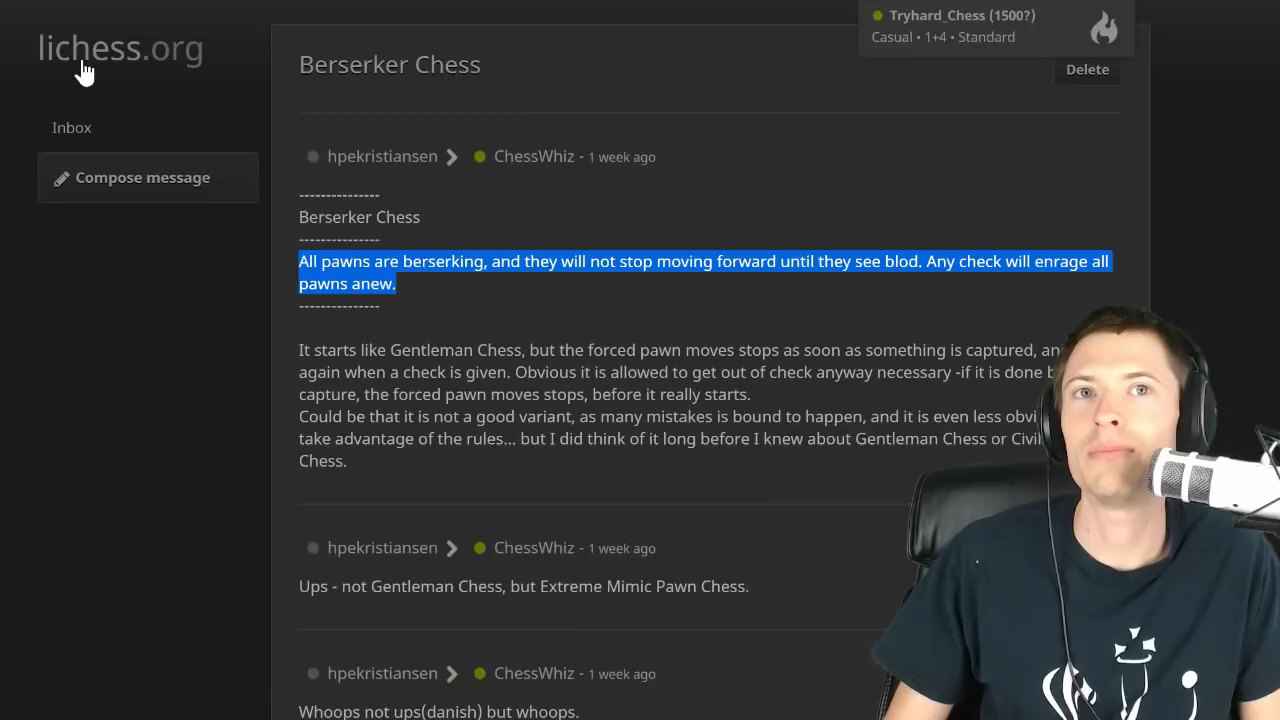 lichess.org
Tryhard_Chess (1500?)
Casual • 1+4 • Standard
Berserker Chess
Delete
Inbox
Compose message
hpekristiansen ChessWhiz - 1 week ago
---------------
Berserker Chess
---------------
All pawns are berserking, and they will not stop moving forward until they see blod. Any check will enrage all
pawns anew.
---------------
It starts like Gentleman Chess, but the forced pawn moves stops as soon as something is captured,
again when a check is given. Obvious it is allowed to get out of check anyway necessary -if it is done
capture, the forced pawn moves stops, before it really starts.
Could be that it is not a good variant, as many mistakes is bound to happen, and it is even less
take advantage of the rules... but I did think of it long before I knew about Gentleman Chess or
Chess.
hpekristiansen ChessWhiz - 1 week ago
Ups - not Gentleman Chess, but Extreme Mimic Pawn Chess.
hpekristiansen ChessWhiz - 1 week ago
Whoops not ups(danish) but whoops.